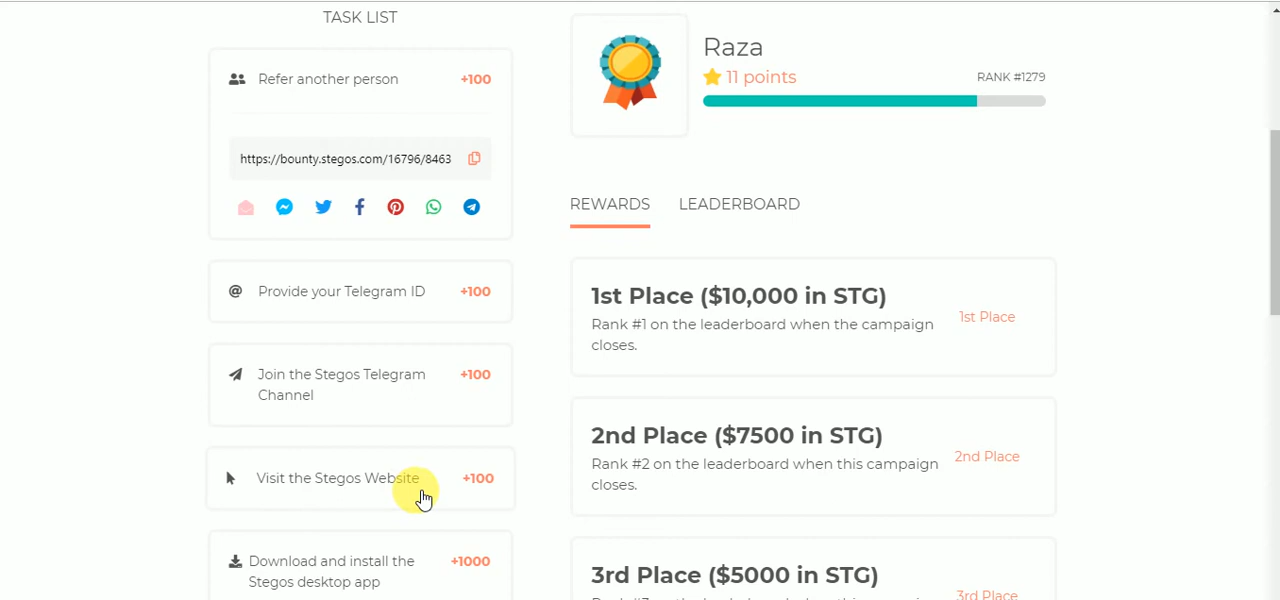 TASK LIST
Refer another person +100
https://bounty.stegos.com/16796/8463
Provide your Telegram ID +100
Join the Stegos Telegram +100
Channel
Visit the Stegos Website +100
Download and install the +1000
Stegos desktop app
Raza
11 points RANK #1279
REWARDS LEADERBOARD
1st Place ($10,000 in STG)
Rank #1 on the leaderboard when the campaign
closes.
1st Place
2nd Place ($7500 in STG)
Rank #2 on the leaderboard when this campaign
closes.
2nd Place
3rd Place ($5000 in STG)
3rd Place